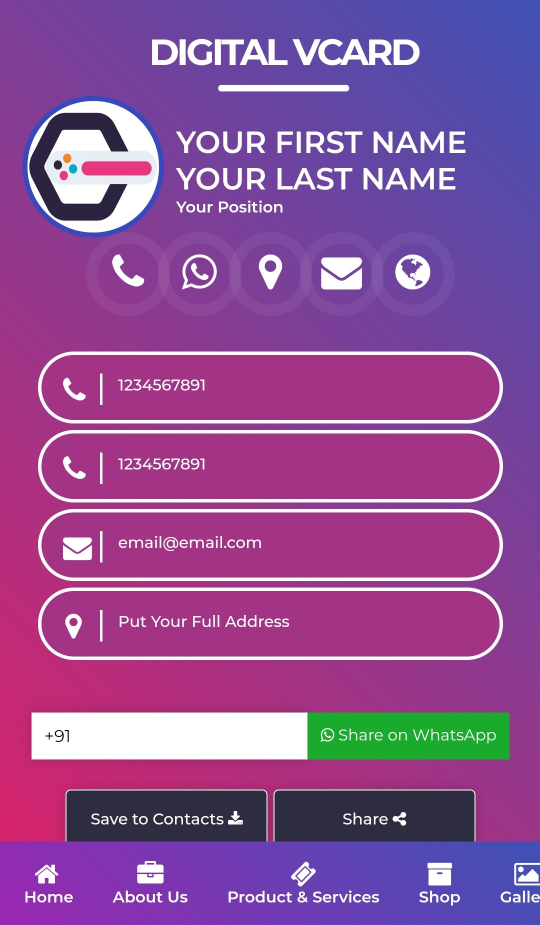 DIGITAL VCARD
YOUR FIRST NAME
YOUR LAST NAME
Your Position
1234567891
1234567891
email@email.com
Put Your Full Address
+91
Share on WhatsApp
Save to Contacts
Share
Home
About Us
Product & Services
Shop
Galle